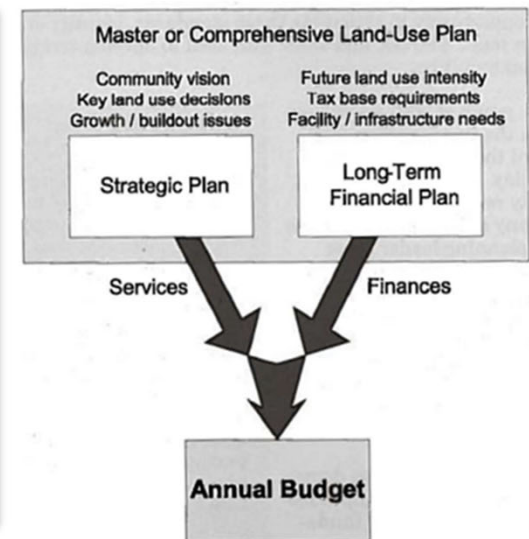 Master or Comprehensive Land-Use Plan
Community vision
Key land use decisions
Growth / buildout issues
Future land use intensity
Tax base requirements
Facility / infrastructure needs
Strategic Plan
Long-Term
Financial Plan
Services
Finances
Annual Budget